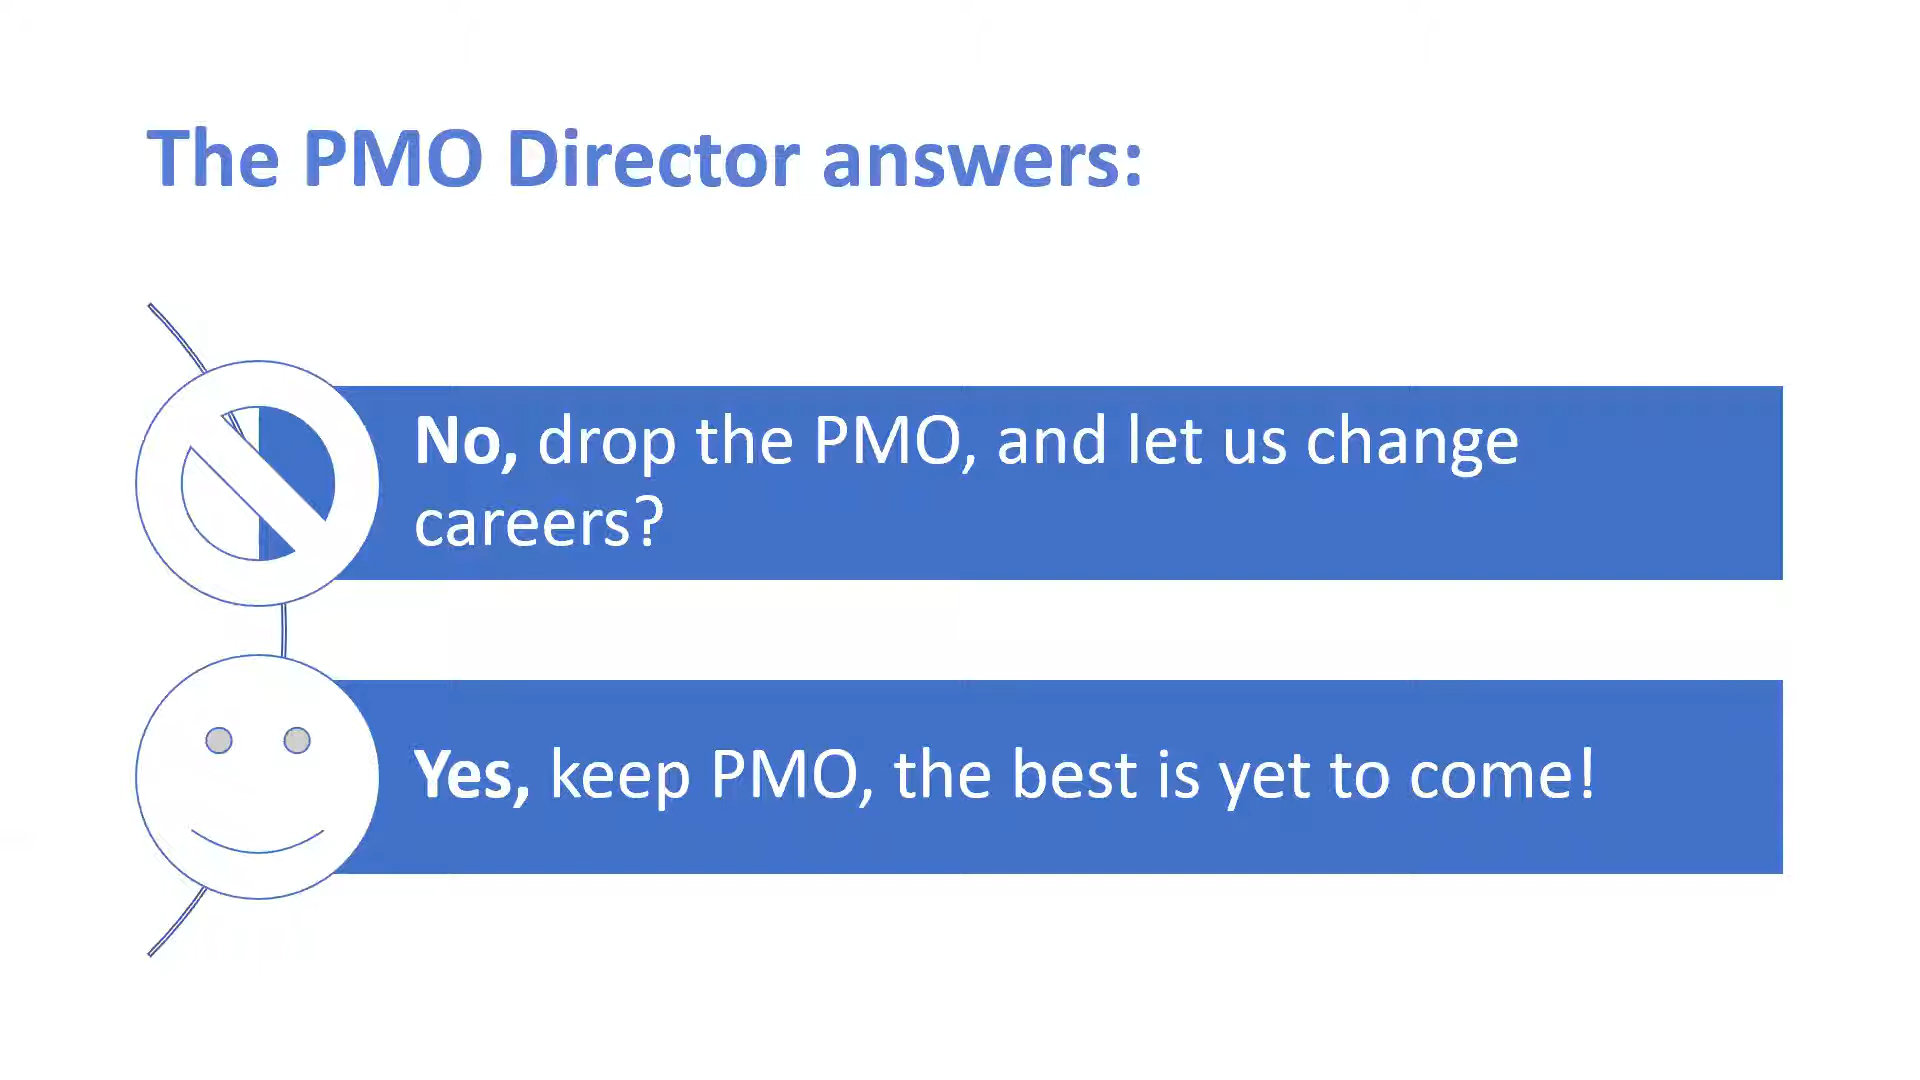 The PMO Director answers:
No, drop the PMO, and let us change
careers?
Yes, keep PMO, the best is yet to come!